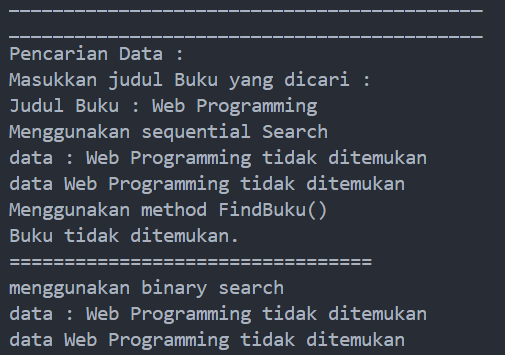 ___________________________________________
___________________________________________
Pencarian Data :
Masukkan judul Buku yang dicari :
Judul Buku : Web Programming
Menggunakan sequential Search
data : Web Programming tidak ditemukan
data Web Programming tidak ditemukan
Menggunakan method FindBuku()
Buku tidak ditemukan.
=================================
menggunakan binary search
data : Web Programming tidak ditemukan
data Web Programming tidak ditemukan